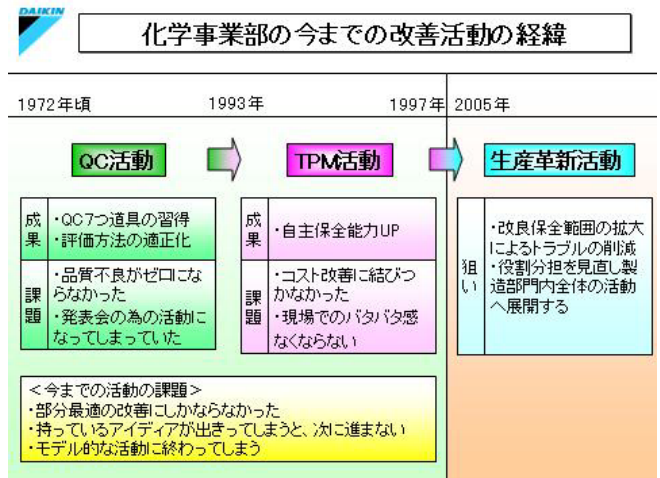 DAIKIN
化学事業部の今までの改善活動の経緯
1972年頃
1993年
1997年
2005年
QC活動
TPM活動
生産革新活動
成果
・QC7つ道具の習得
・評価方法の適正化
課題
・品質不良がゼロにな
らなかった
・発表会の為の活動に
なってしまっていた
成果
・自主保全能力UP
課題
・コスト改善に結びつ
かなかった
・現場でのバタバタ感
なくならない
狙い
・改良保全範囲の拡大
によるトラブルの削減
・役割分担を見直し製
造部門内全体の活動
へ展開する
＜今までの活動の課題＞
・部分最適の改善にしかならなかった
・持っているアイディアが出きってしまうと、次に進まない
・モデル的な活動に終わってしまう